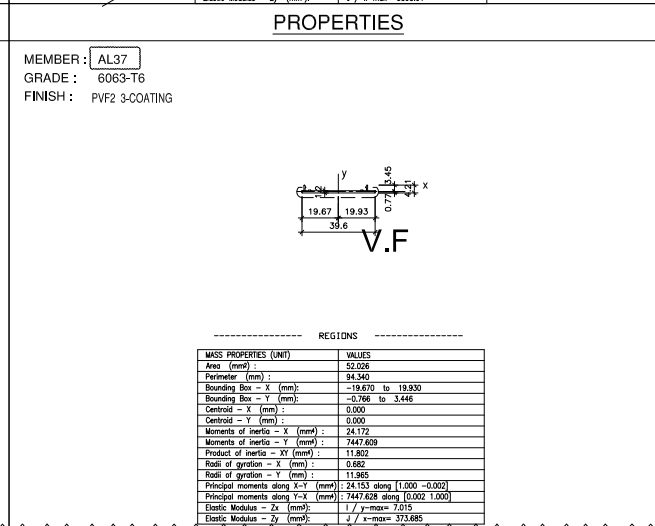 PROPERTIES
MEMBER : AL37
GRADE : 6063-T6
FINISH : PVF2 3-COATING
y
x
1.2
3.45
4.21
0.77
19.67 19.93
39.6
V.F
---------------- REGIONS ----------------
MASS PROPERTIES (UNIT) VALUES
Area (mm²) : 52.026
Perimeter (mm) : 94.340
Bounding Box - X (mm): -19.670 to 19.930
Bounding Box - Y (mm): -0.766 to 3.446
Centroid - X (mm) : 0.000
Centroid - Y (mm) : 0.000
Moments of inertia - X (mm⁴) : 24.172
Moments of inertia - Y (mm⁴) : 7447.609
Product of inertia - XY (mm⁴) : 11.802
Radii of gyration - X (mm) : 0.682
Radii of gyration - Y (mm) : 11.965
Principal moments along X-Y (mm⁴) : 24.153 along [1.000 -0.002]
Principal moments along Y-X (mm⁴) : 7447.628 along [0.002 1.000]
Elastic Modulus - Zx (mm³): I / y-max= 7.015
Elastic Modulus - Zy (mm³): J / x-max= 373.685